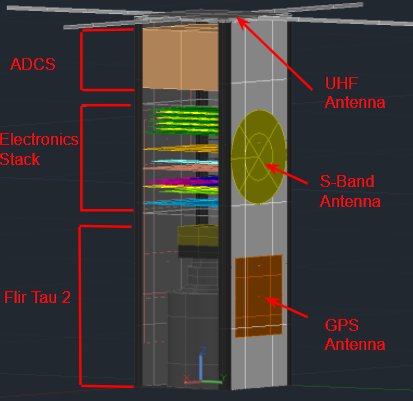 ADCS
UHF
Antenna
Electronics
Stack
S-Band
Antenna
Flir Tau 2
GPS
Antenna
Z
X
Y